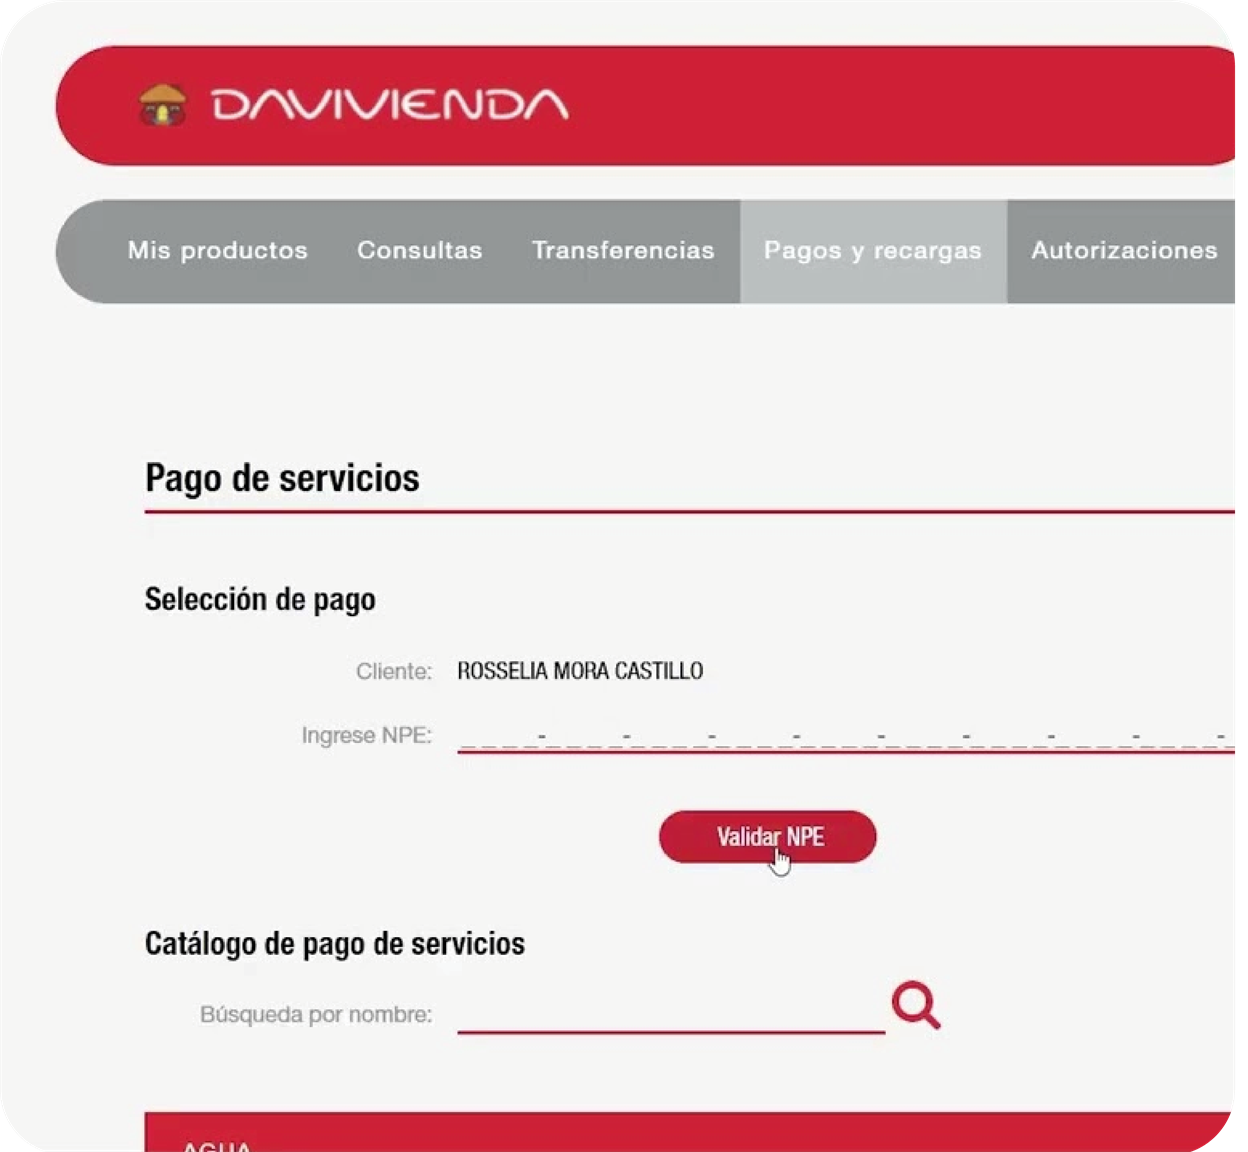 DAVIVIENDA
Mis productos Consultas Transferencias Pagos y recargas Autorizaciones
Pago de servicios
Selección de pago
Cliente: ROSSELIA MORA CASTILLO
Ingrese NPE: _ _ _ _ - _ _ _ _ - _ _ _ _ - _ _ _ _ - _ _ _ _ - _ _ _ _ - _ _ _ _ - _ _ _ _ - _ _ _ _ -
Validar NPE
Catálogo de pago de servicios
Búsqueda por nombre:
AGUA